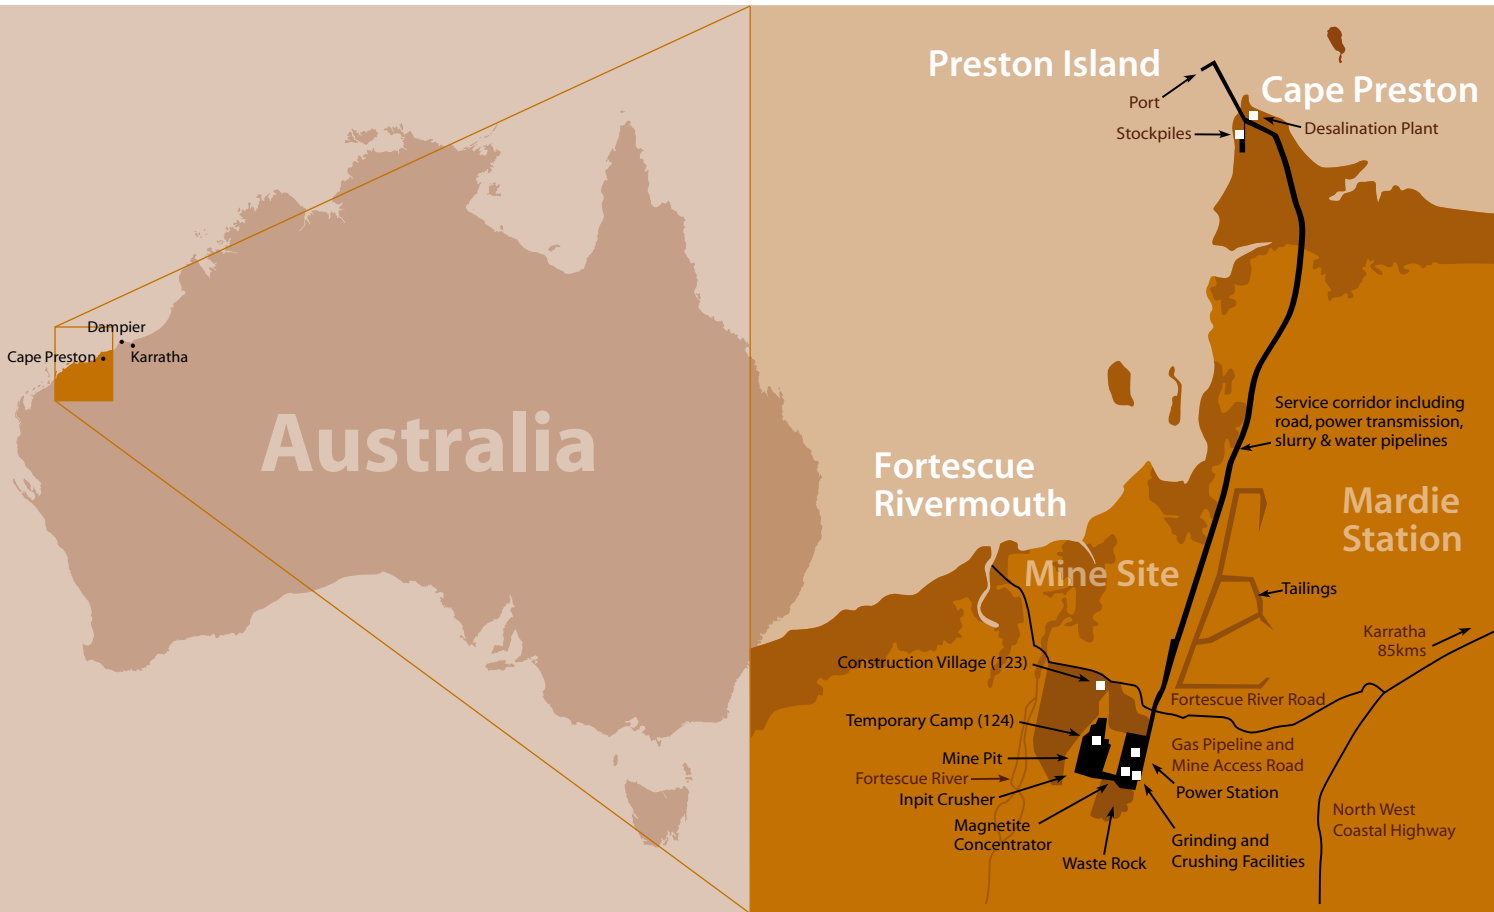 Dampier
Cape Preston
Karratha
Australia
Preston Island
Cape Preston
Port
Stockpiles
Desalination Plant
Service corridor including
road, power transmission,
slurry & water pipelines
Fortescue
Rivermouth
Mardie
Station
Mine Site
Tailings
Karratha
85kms
Construction Village (123)
Fortescue River Road
Temporary Camp (124)
Gas Pipeline and
Mine Access Road
Mine Pit
Fortescue River
Inpit Crusher
Power Station
Magnetite
Concentrator
North West
Coastal Highway
Grinding and
Crushing Facilities
Waste Rock